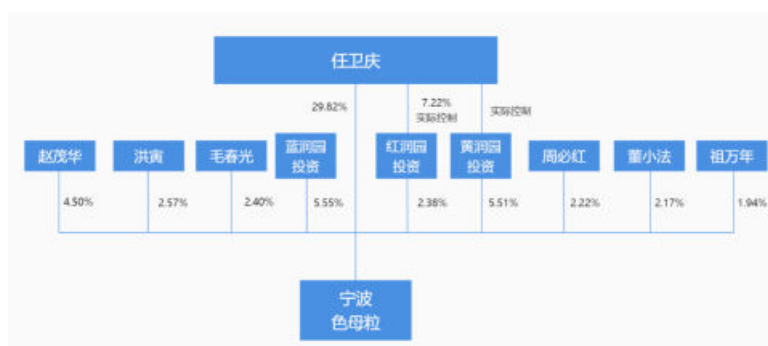 任卫庆
29.82%
7.22%
实际控制
实际控制
赵茂华
洪寅
毛春光
蓝润园
投资
红润园
投资
黄润园
投资
周必红
董小法
祖万年
4.50%
2.57%
2.40%
5.55%
2.38%
5.51%
2.22%
2.17%
1.94%
宁波
色母粒